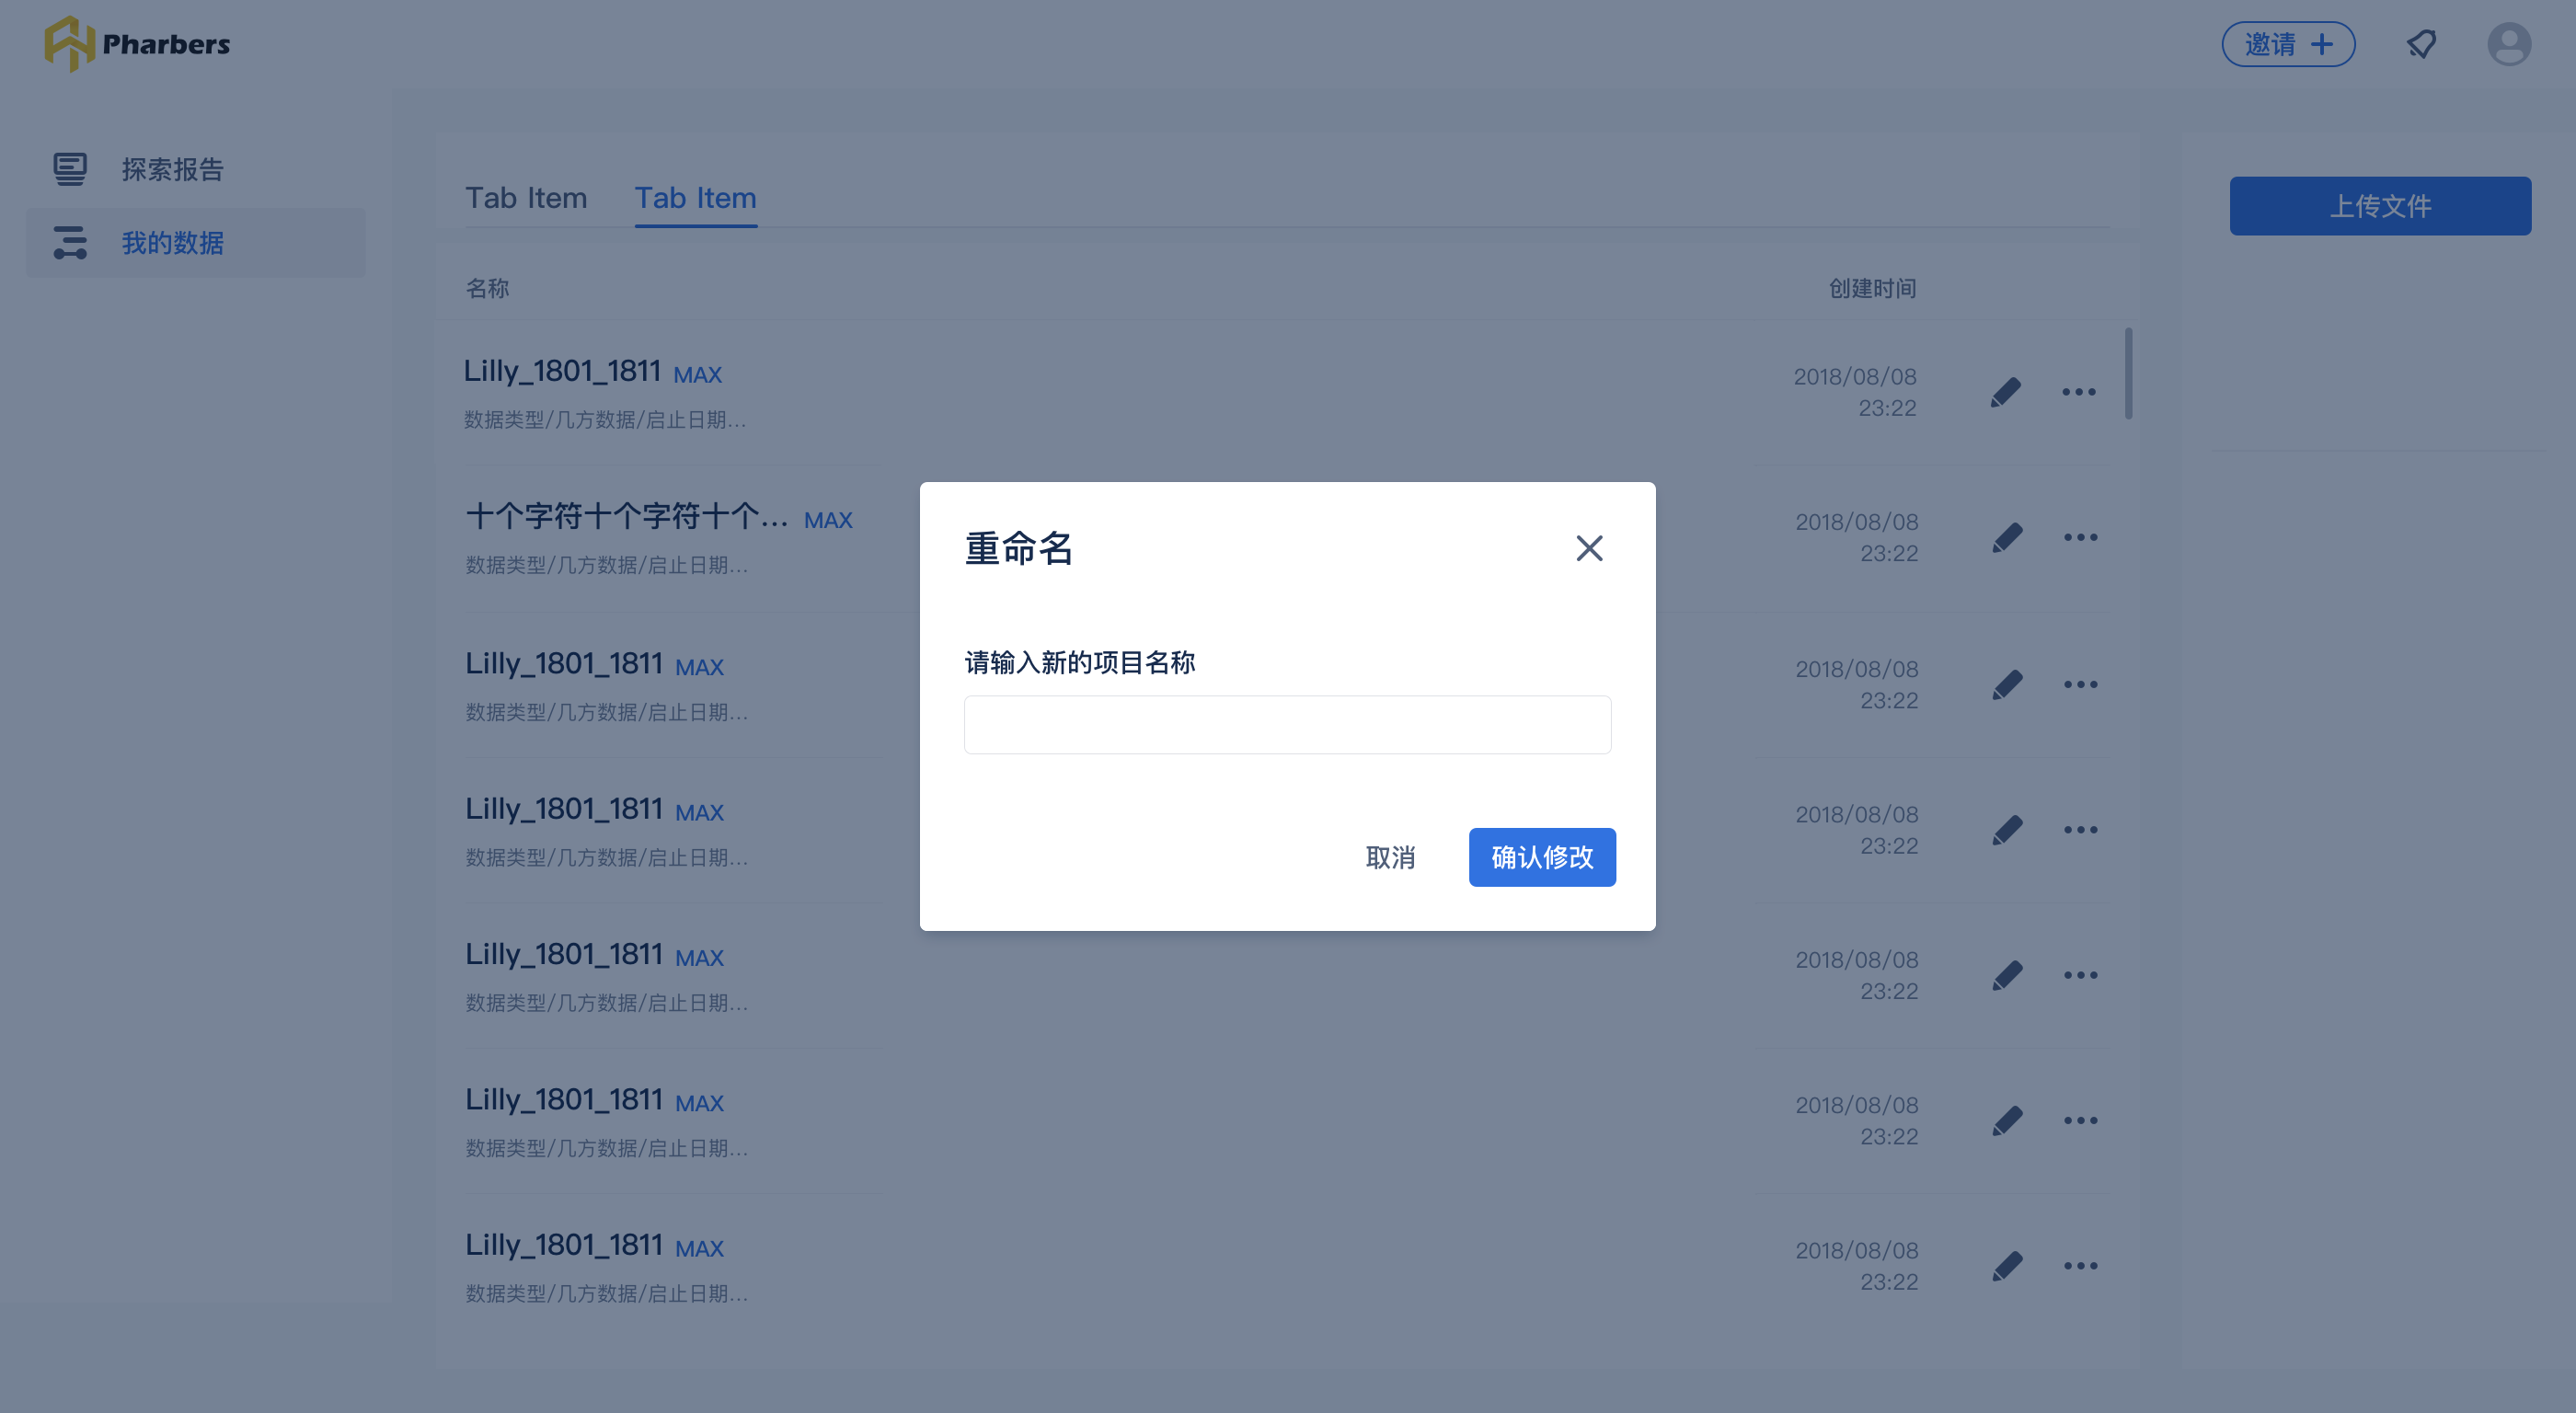 Pharbers
邀请
探索报告
我的数据
Tab Item
Tab Item
上传文件
名称
创建时间
Lilly_1801_1811 MAX
数据类型/几方数据/启止日期...
2018/08/08
23:22
十个字符十个字符十个... MAX
数据类型/几方数据/启止日期...
2018/08/08
23:22
Lilly_1801_1811 MAX
数据类型/几方数据/启止日期...
2018/08/08
23:22
Lilly_1801_1811 MAX
数据类型/几方数据/启止日期...
2018/08/08
23:22
Lilly_1801_1811 MAX
数据类型/几方数据/启止日期...
2018/08/08
23:22
Lilly_1801_1811 MAX
数据类型/几方数据/启止日期...
2018/08/08
23:22
Lilly_1801_1811 MAX
数据类型/几方数据/启止日期...
2018/08/08
23:22
重命名
请输入新的项目名称
取消
确认修改